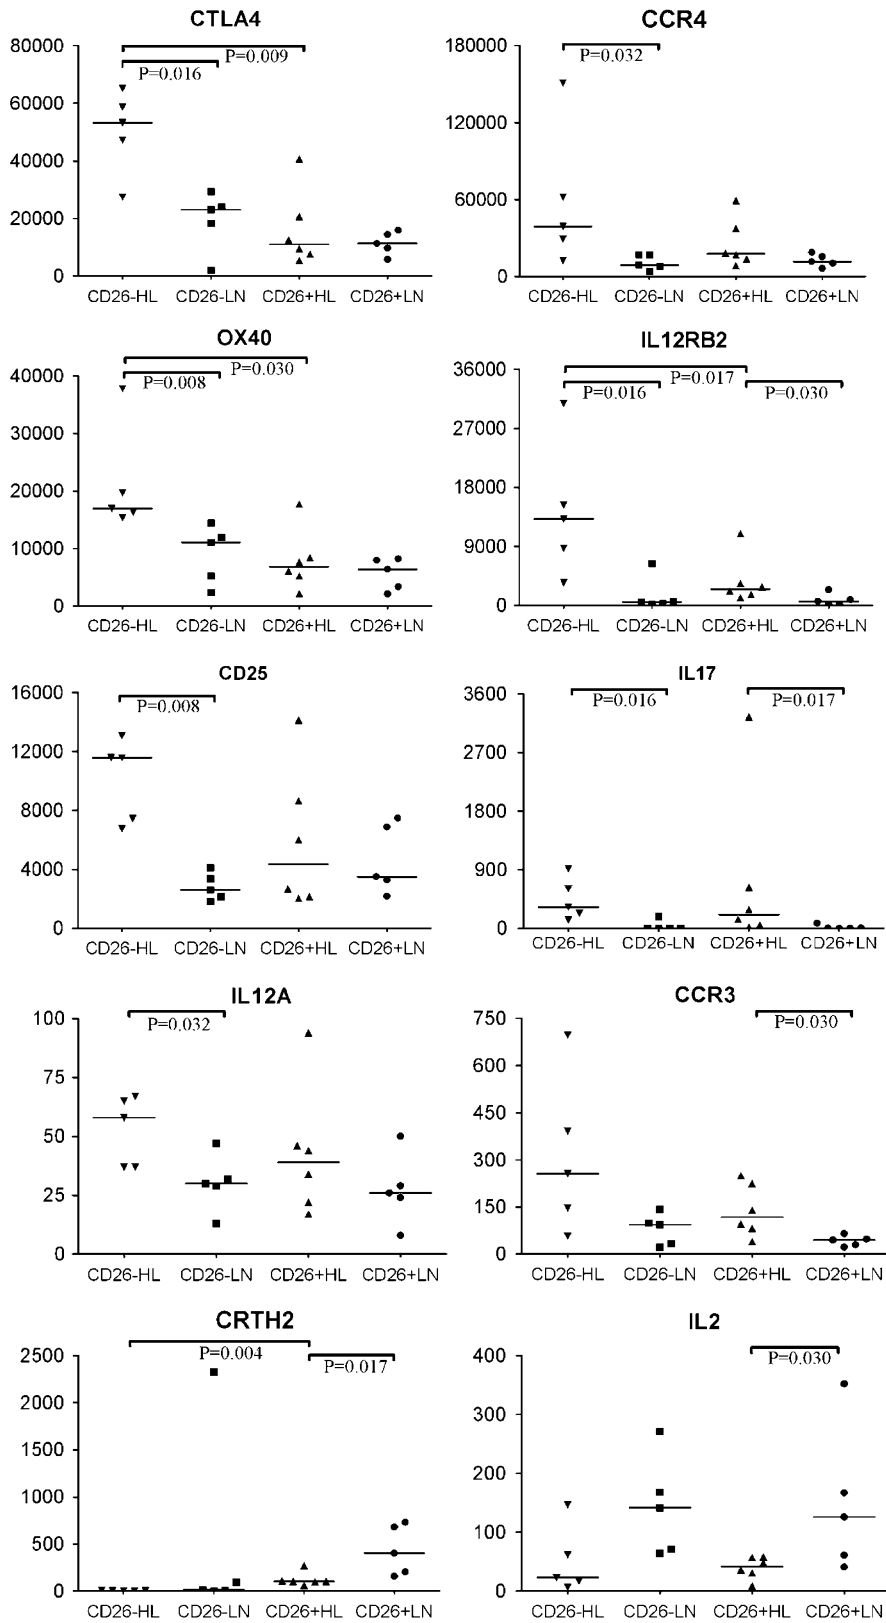 CTLA4
P=0.009
P=0.016
80000
60000
40000
20000
0
CD26-HL CD26-LN CD26+HL CD26+LN
CCR4
P=0.032
180000
120000
60000
0
CD26-HL CD26-LN CD26+HL CD26+LN
OX40
P=0.030
P=0.008
40000
30000
20000
10000
0
CD26-HL CD26-LN CD26+HL CD26+LN
IL12RB2
P=0.017
P=0.016 P=0.030
36000
27000
18000
9000
0
CD26-HL CD26-LN CD26+HL CD26+LN
CD25
P=0.008
16000
12000
8000
4000
0
CD26-HL CD26-LN CD26+HL CD26+LN
IL17
P=0.016 P=0.017
3600
2700
1800
900
0
CD26-HL CD26-LN CD26+HL CD26+LN
IL12A
P=0.032
100
75
50
25
0
CD26-HL CD26-LN CD26+HL CD26+LN
CCR3
P=0.030
750
600
450
300
150
0
CD26-HL CD26-LN CD26+HL CD26+LN
CRTH2
P=0.004
P=0.017
2500
2000
1500
1000
500
0
CD26-HL CD26-LN CD26+HL CD26+LN
IL2
P=0.030
400
300
200
100
0
CD26-HL CD26-LN CD26+HL CD26+LN